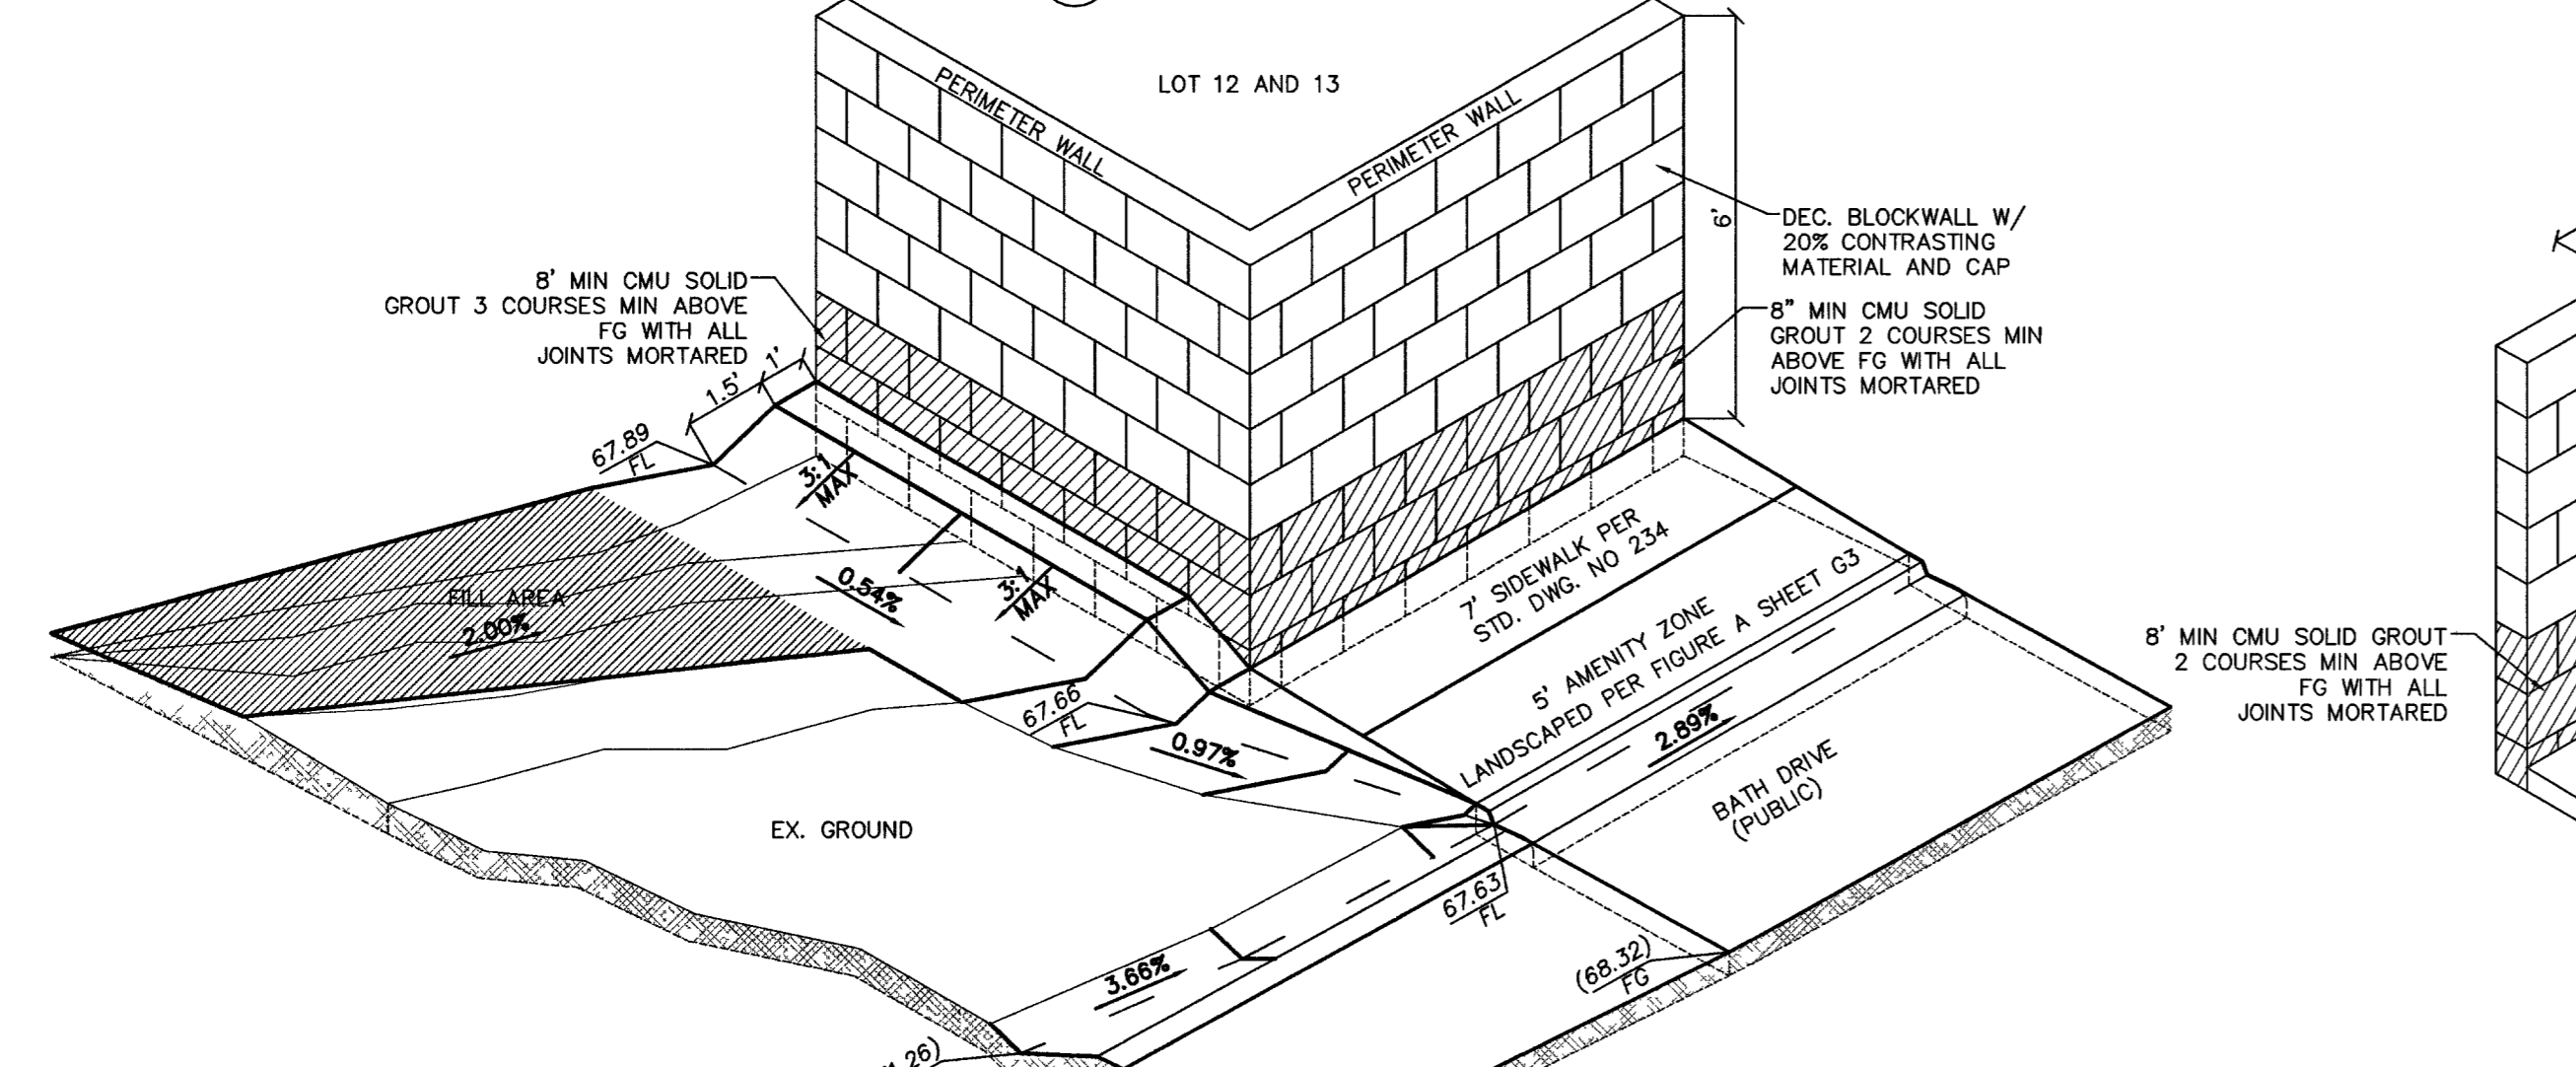 LOT 12 AND 13
PERIMETER WALL
PERIMETER WALL
6'
DEC. BLOCKWALL W/
20% CONTRASTING
MATERIAL AND CAP
8' MIN CMU SOLID
GROUT 3 COURSES MIN ABOVE
FG WITH ALL
JOINTS MORTARED
8" MIN CMU SOLID
GROUT 2 COURSES MIN
ABOVE FG WITH ALL
JOINTS MORTARED
1'
1.5'
67.89
FL
3:1
MAX
0.54%
3:1
MAX
FILL AREA
2.00%
7' SIDEWALK PER
STD. DWG. NO 234
5' AMENITY ZONE
LANDSCAPED PER FIGURE A SHEET G3
2.89%
BATH DRIVE
(PUBLIC)
8' MIN CMU SOLID GROUT
2 COURSES MIN ABOVE
FG WITH ALL
JOINTS MORTARED
67.66
FL
0.97%
EX. GROUND
67.63
FL
(68.32)
FG
3.66%
.26)